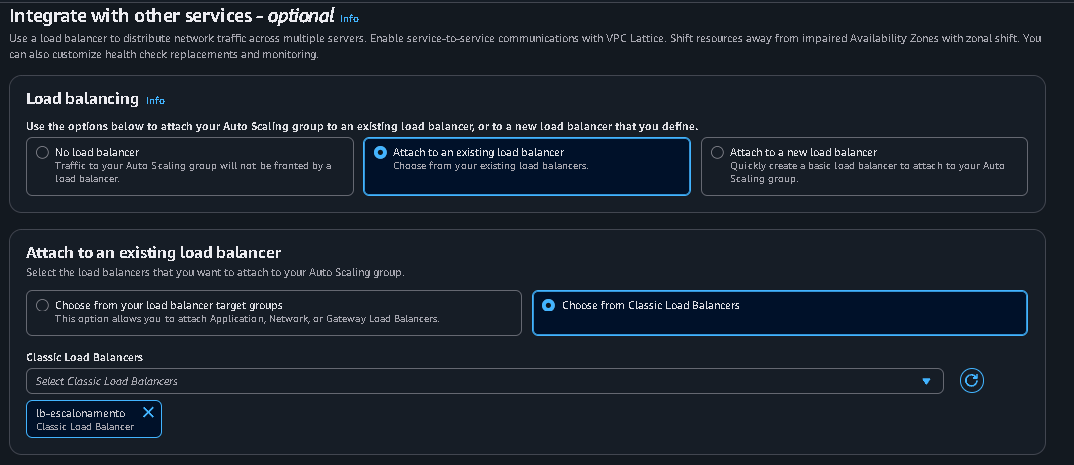 Integrate with other services - optional Info
Use a load balancer to distribute network traffic across multiple servers. Enable service-to-service communications with VPC Lattice. Shift resources away from impaired Availability Zones with zonal shift. You
can also customize health check replacements and monitoring.
Load balancing Info
Use the options below to attach your Auto Scaling group to an existing load balancer, or to a new load balancer that you define.
No load balancer
Traffic to your Auto Scaling group will not be fronted by a
load balancer.
Attach to an existing load balancer
Choose from your existing load balancers.
Attach to a new load balancer
Quickly create a basic load balancer to attach to your Auto
Scaling group.
Attach to an existing load balancer
Select the load balancers that you want to attach to your Auto Scaling group.
Choose from your load balancer target groups
This option allows you to attach Application, Network, or Gateway Load Balancers.
Choose from Classic Load Balancers
Classic Load Balancers
Select Classic Load Balancers
lb-escalonamento
Classic Load Balancer